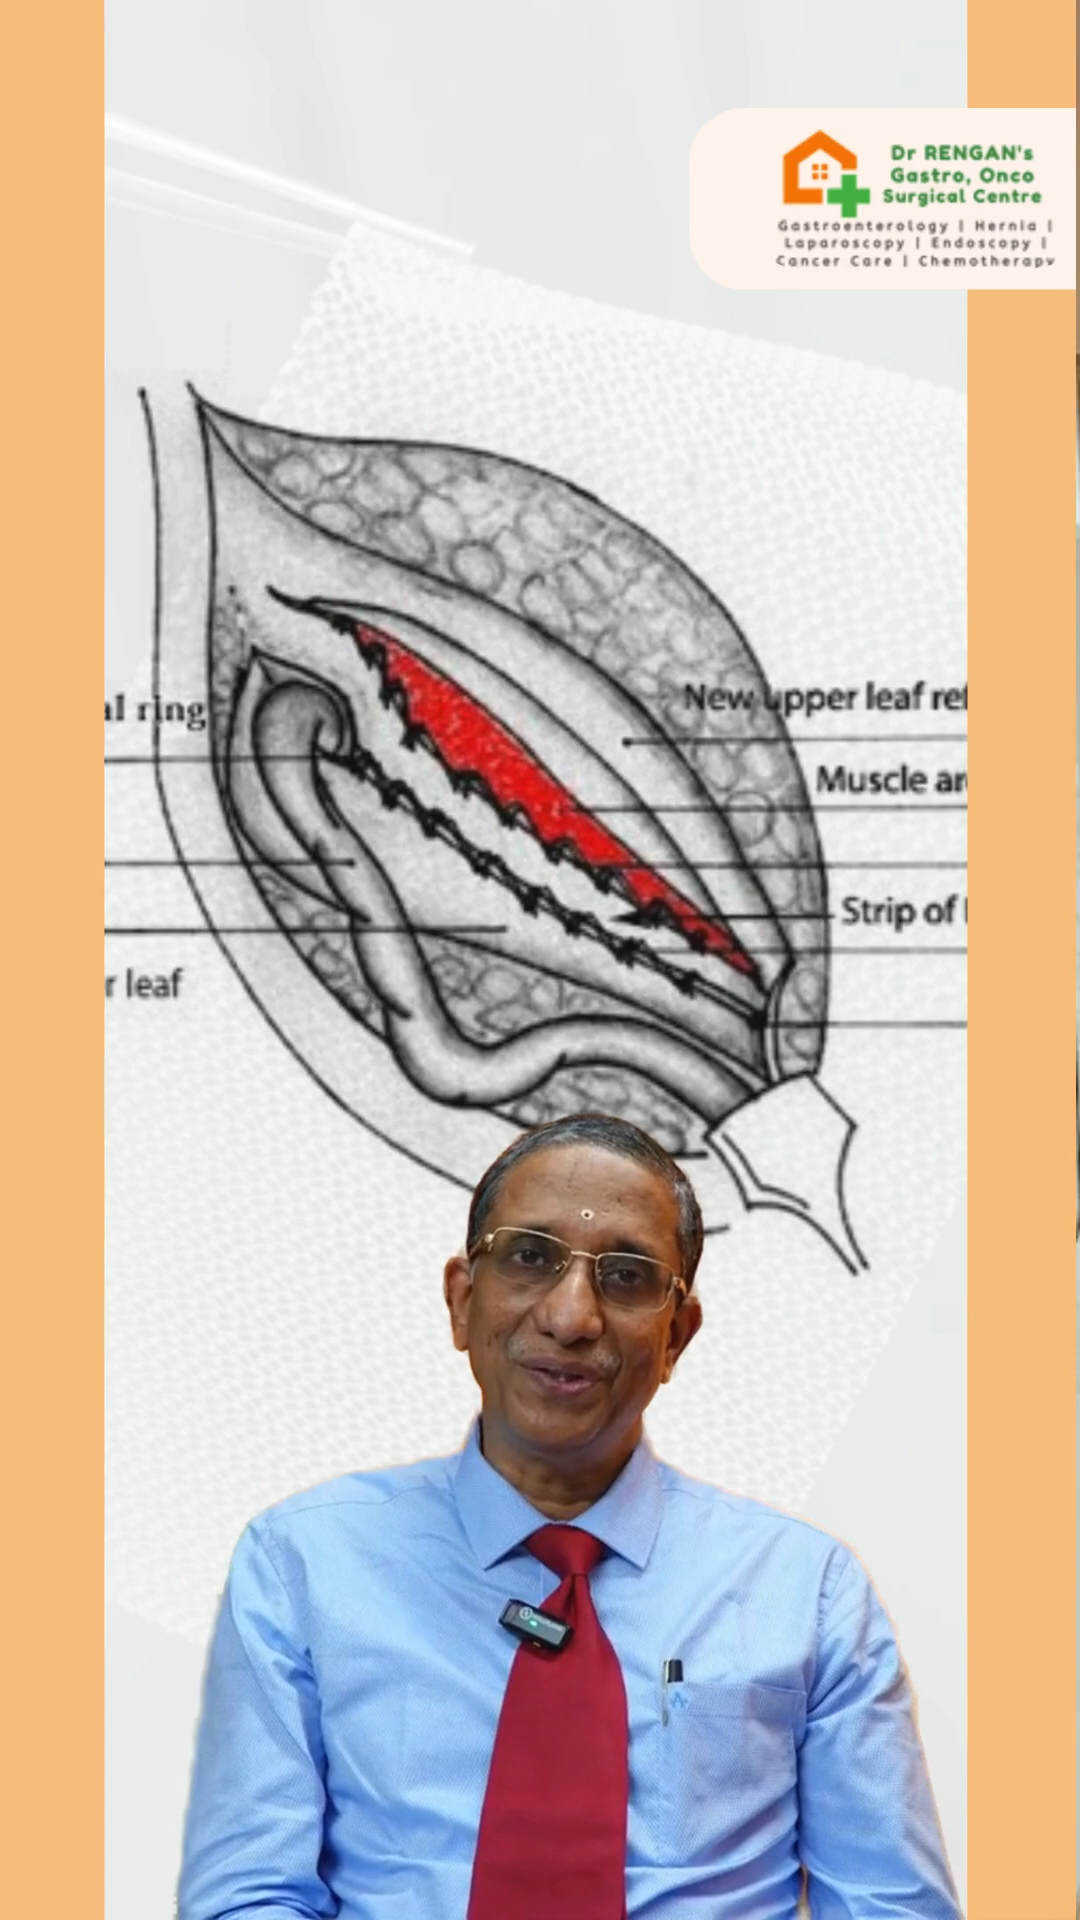 Dr RENGAN's
Gastro, Onco
Surgical Centre
Gastroenterology | Hernia |
Laparoscopy | Endoscopy |
Cancer Care | Chemotherapy
al ring
New upper leaf ref
Muscle ar
Strip of
r leaf